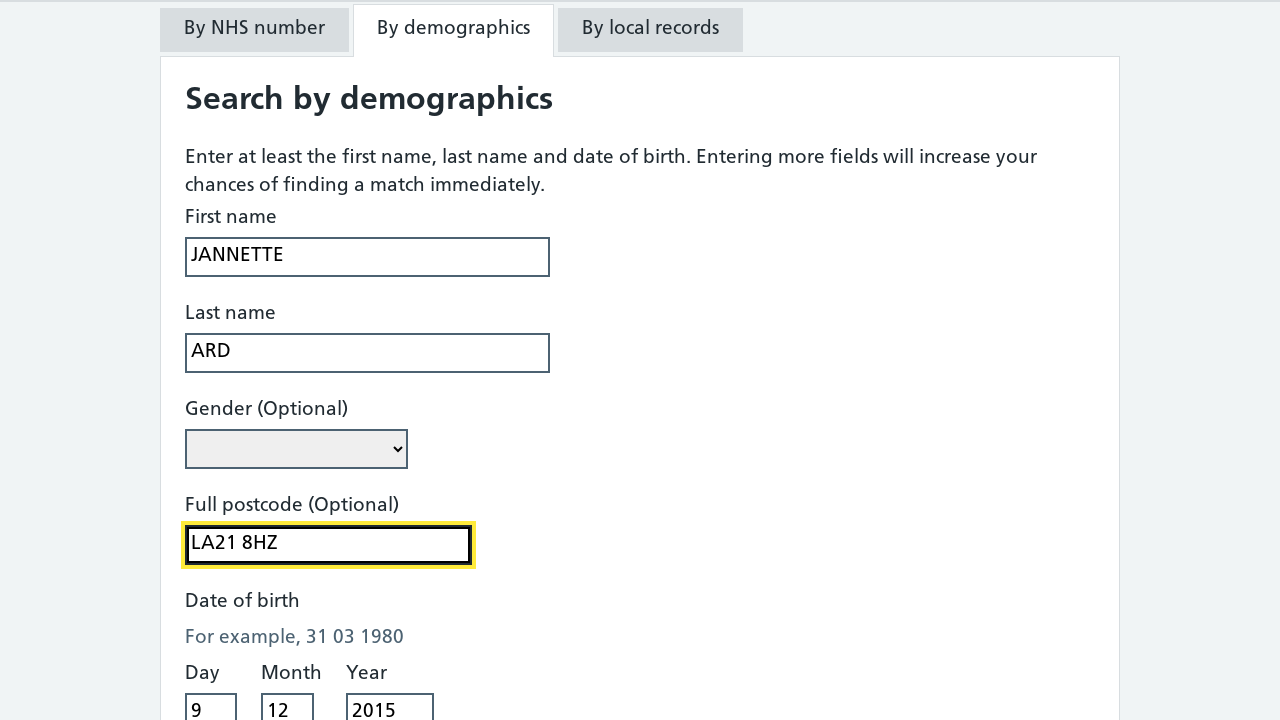 By NHS number
By demographics
By local records
Search by demographics
Enter at least the first name, last name and date of birth. Entering more fields will increase your
chances of finding a match immediately.
First name
JANNETTE
Last name
ARD
Gender (Optional)
Full postcode (Optional)
LA21 8HZ
Date of birth
For example, 31 03 1980
Day Month Year
9 12 2015